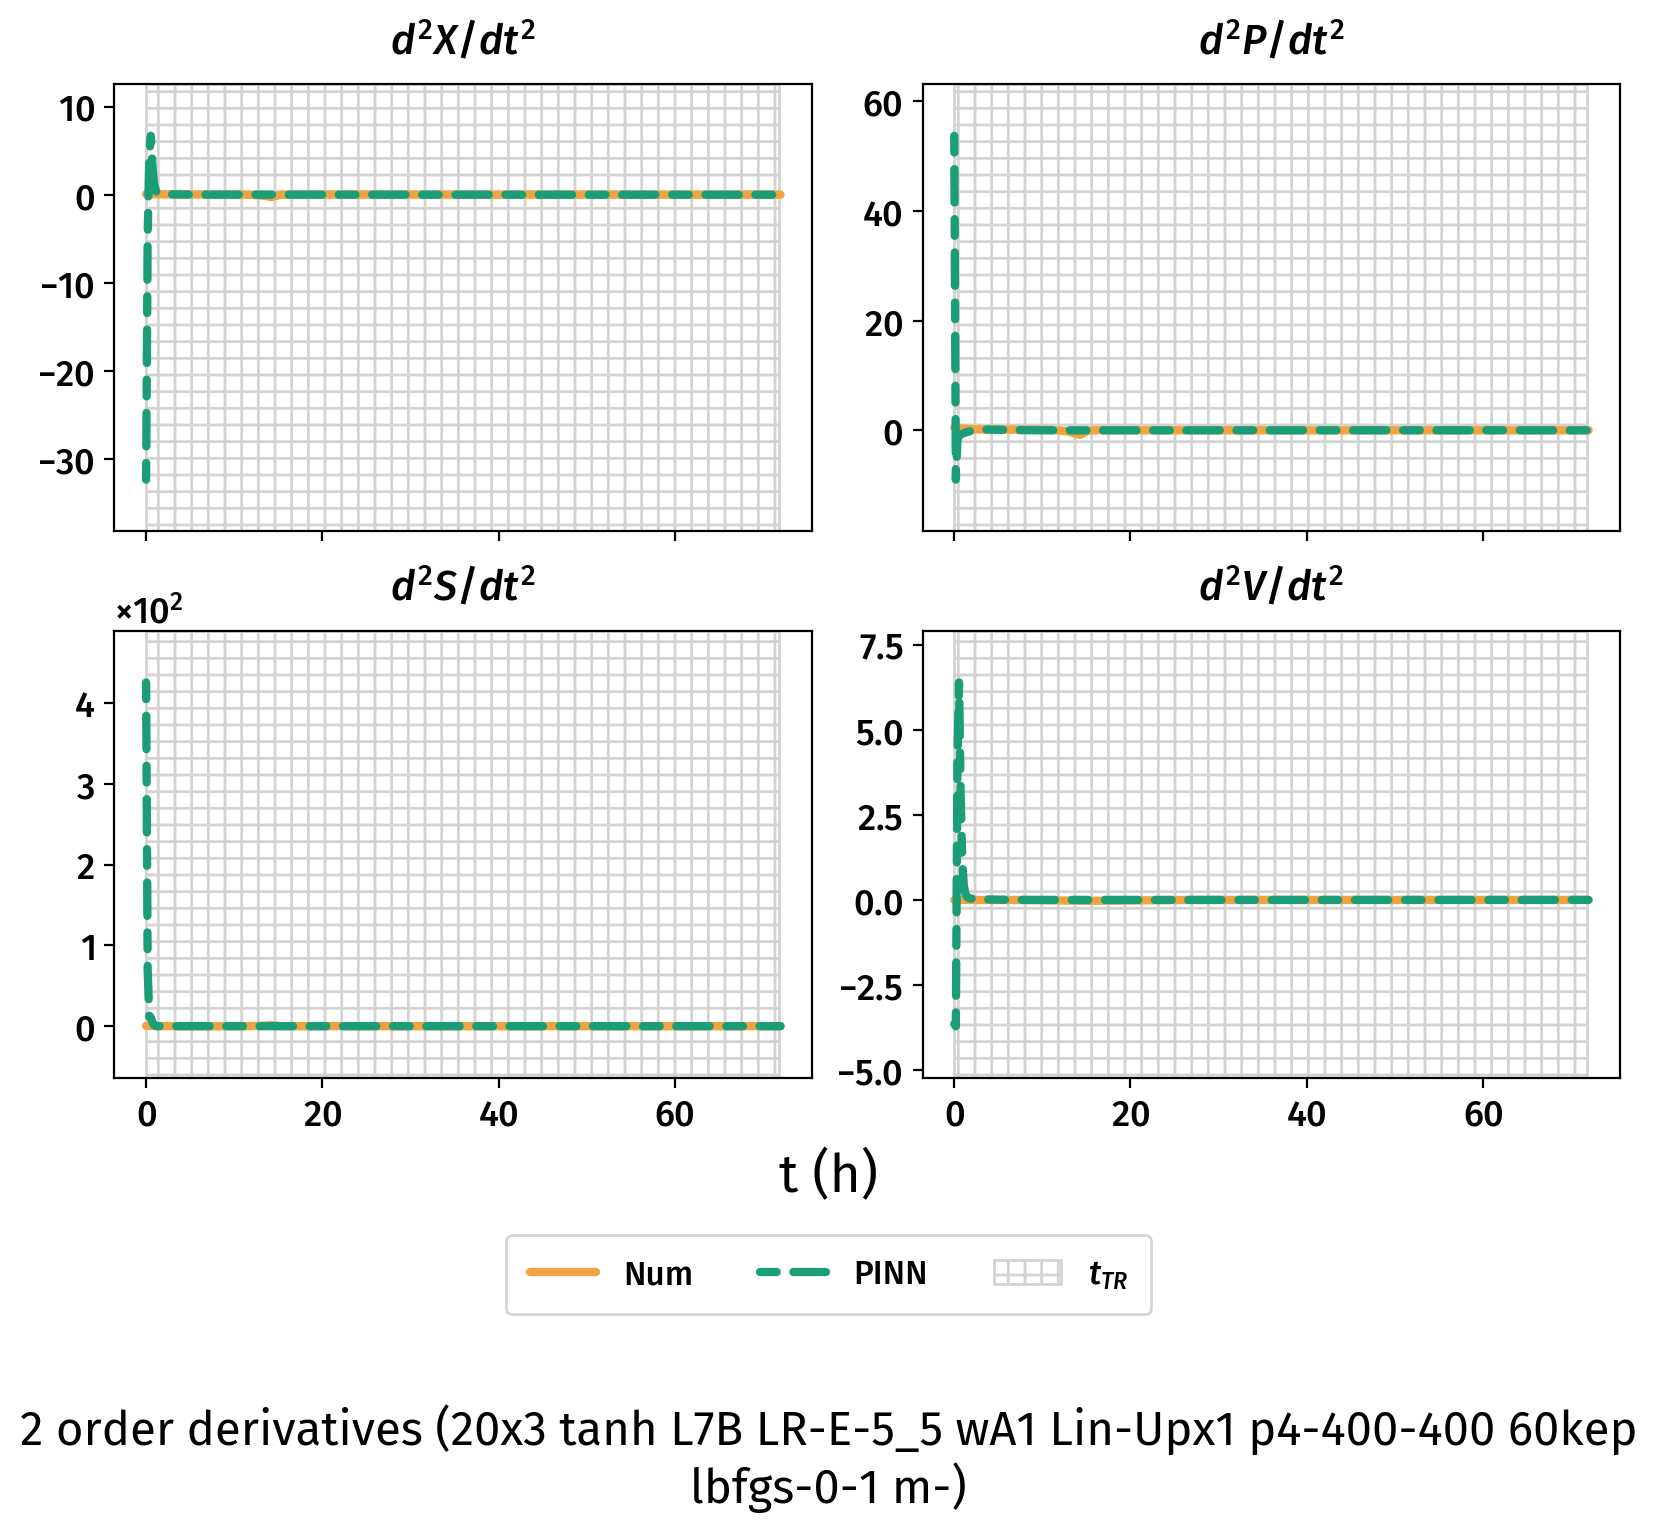 d²X/dt²
10
0
−10
−20
−30
d²P/dt²
60
40
20
0
d²S/dt²
×10²
4
3
2
1
0
0 20 40 60
d²V/dt²
7.5
5.0
2.5
0.0
−2.5
−5.0
0 20 40 60
t (h)
Num PINN t_TR
2 order derivatives (20x3 tanh L7B LR-E-5_5 wA1 Lin-Upx1 p4-400-400 60kep
lbfgs-0-1 m-)